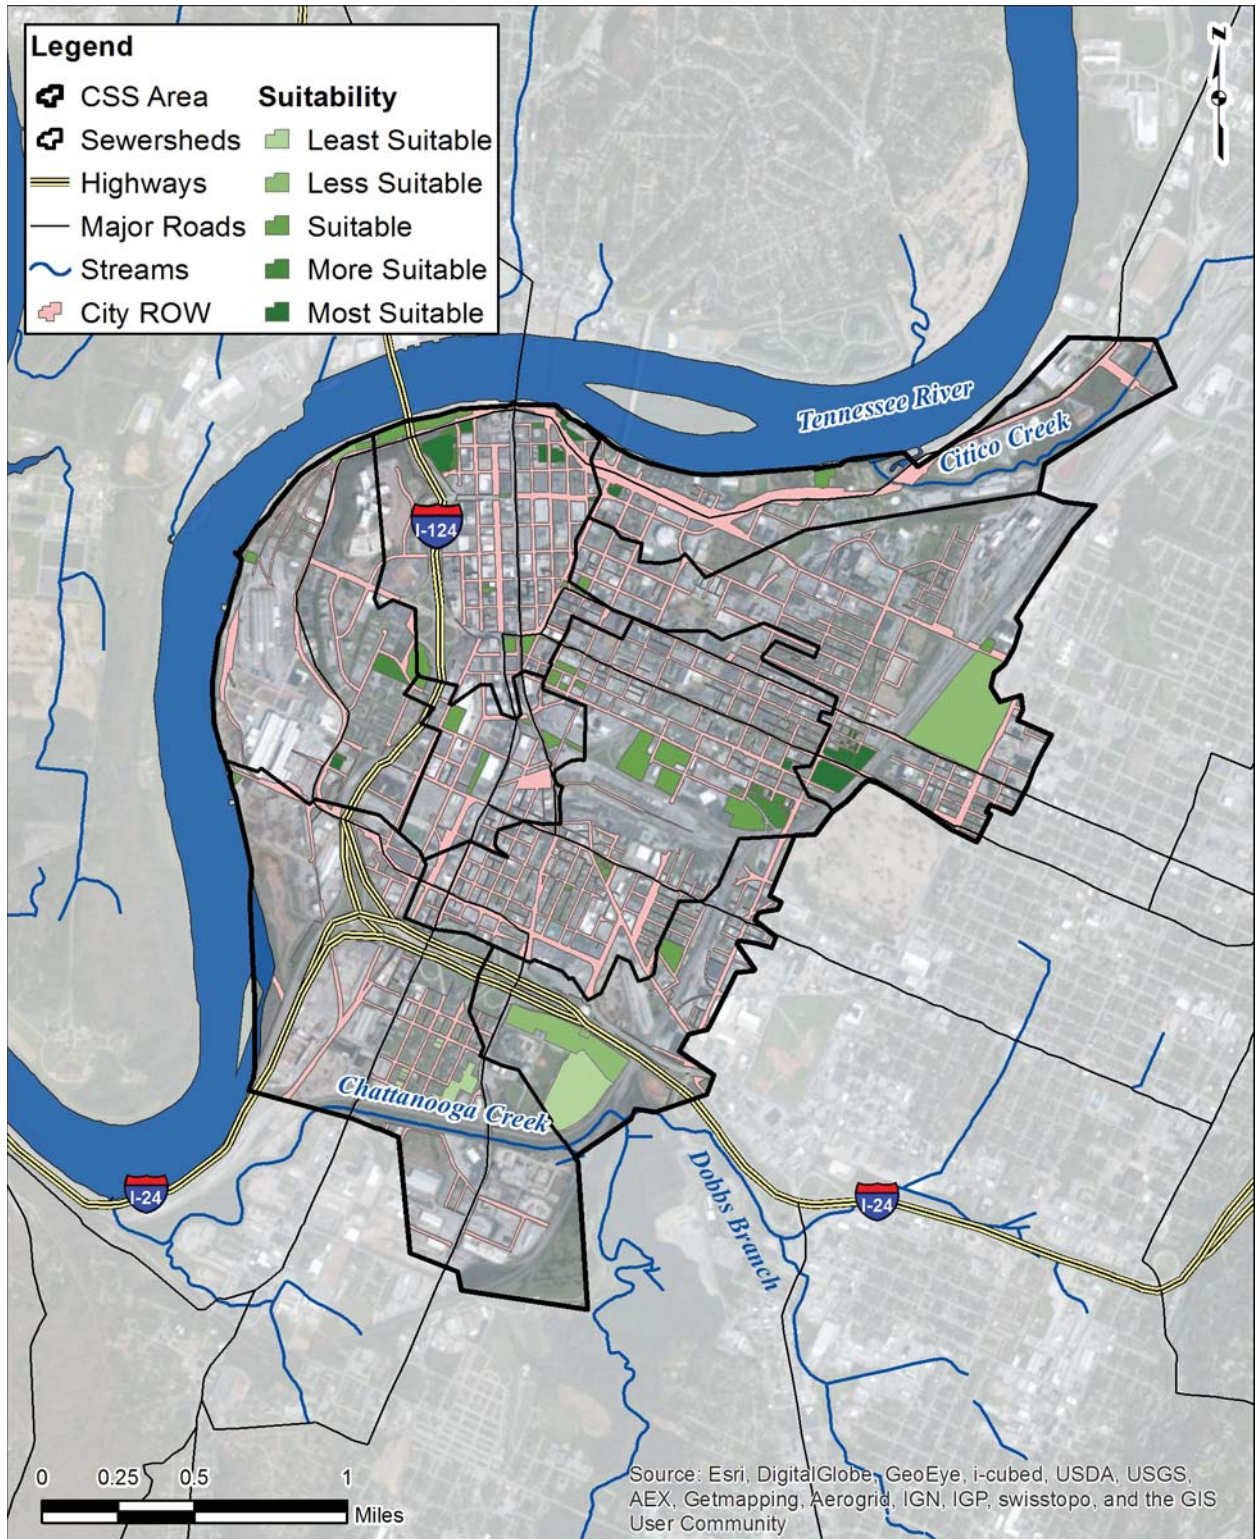 Legend
CSS Area
Sewersheds
Highways
Major Roads
Streams
City ROW
Suitability
Least Suitable
Less Suitable
Suitable
More Suitable
Most Suitable
N
Tennessee River
Citico Creek
I-124
Chattanooga Creek
Dobbs Branch
I-24
I-24
0 0.25 0.5 1
Miles
Source: Esri, DigitalGlobe, GeoEye, i-cubed, USDA, USGS,
AEX, Getmapping, Aerogrid, IGN, IGP, swisstopo, and the GIS
User Community